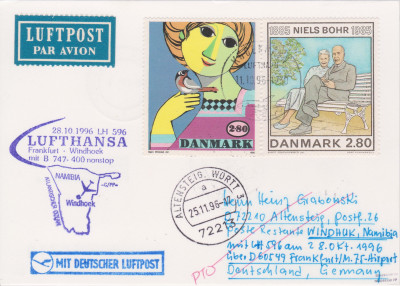 LUFTPOST
PAR AVION
DANMARK
2.80
1885 NIELS BOHR 1985
DANMARK 2.80
28.10.1996 LH 596
LUFTHANSA
Frankfurt - Windhoek
mit B 747-400 nonstop
NAMIBIA
Windhoek
ALTENSTEIG, WÜRTT
a
25.11.96
72213
Herrn Heinz Grabowski
D 72210 Altensteig, Postf. 26
Poste Restante WINDHUK, Namibia
mit LH 596 am 28. Okt. 1996
über D 60549 Frankfurt/M. 75-Airport
Deutschland, Germany
PTO
MIT DEUTSCHER LUFTPOST